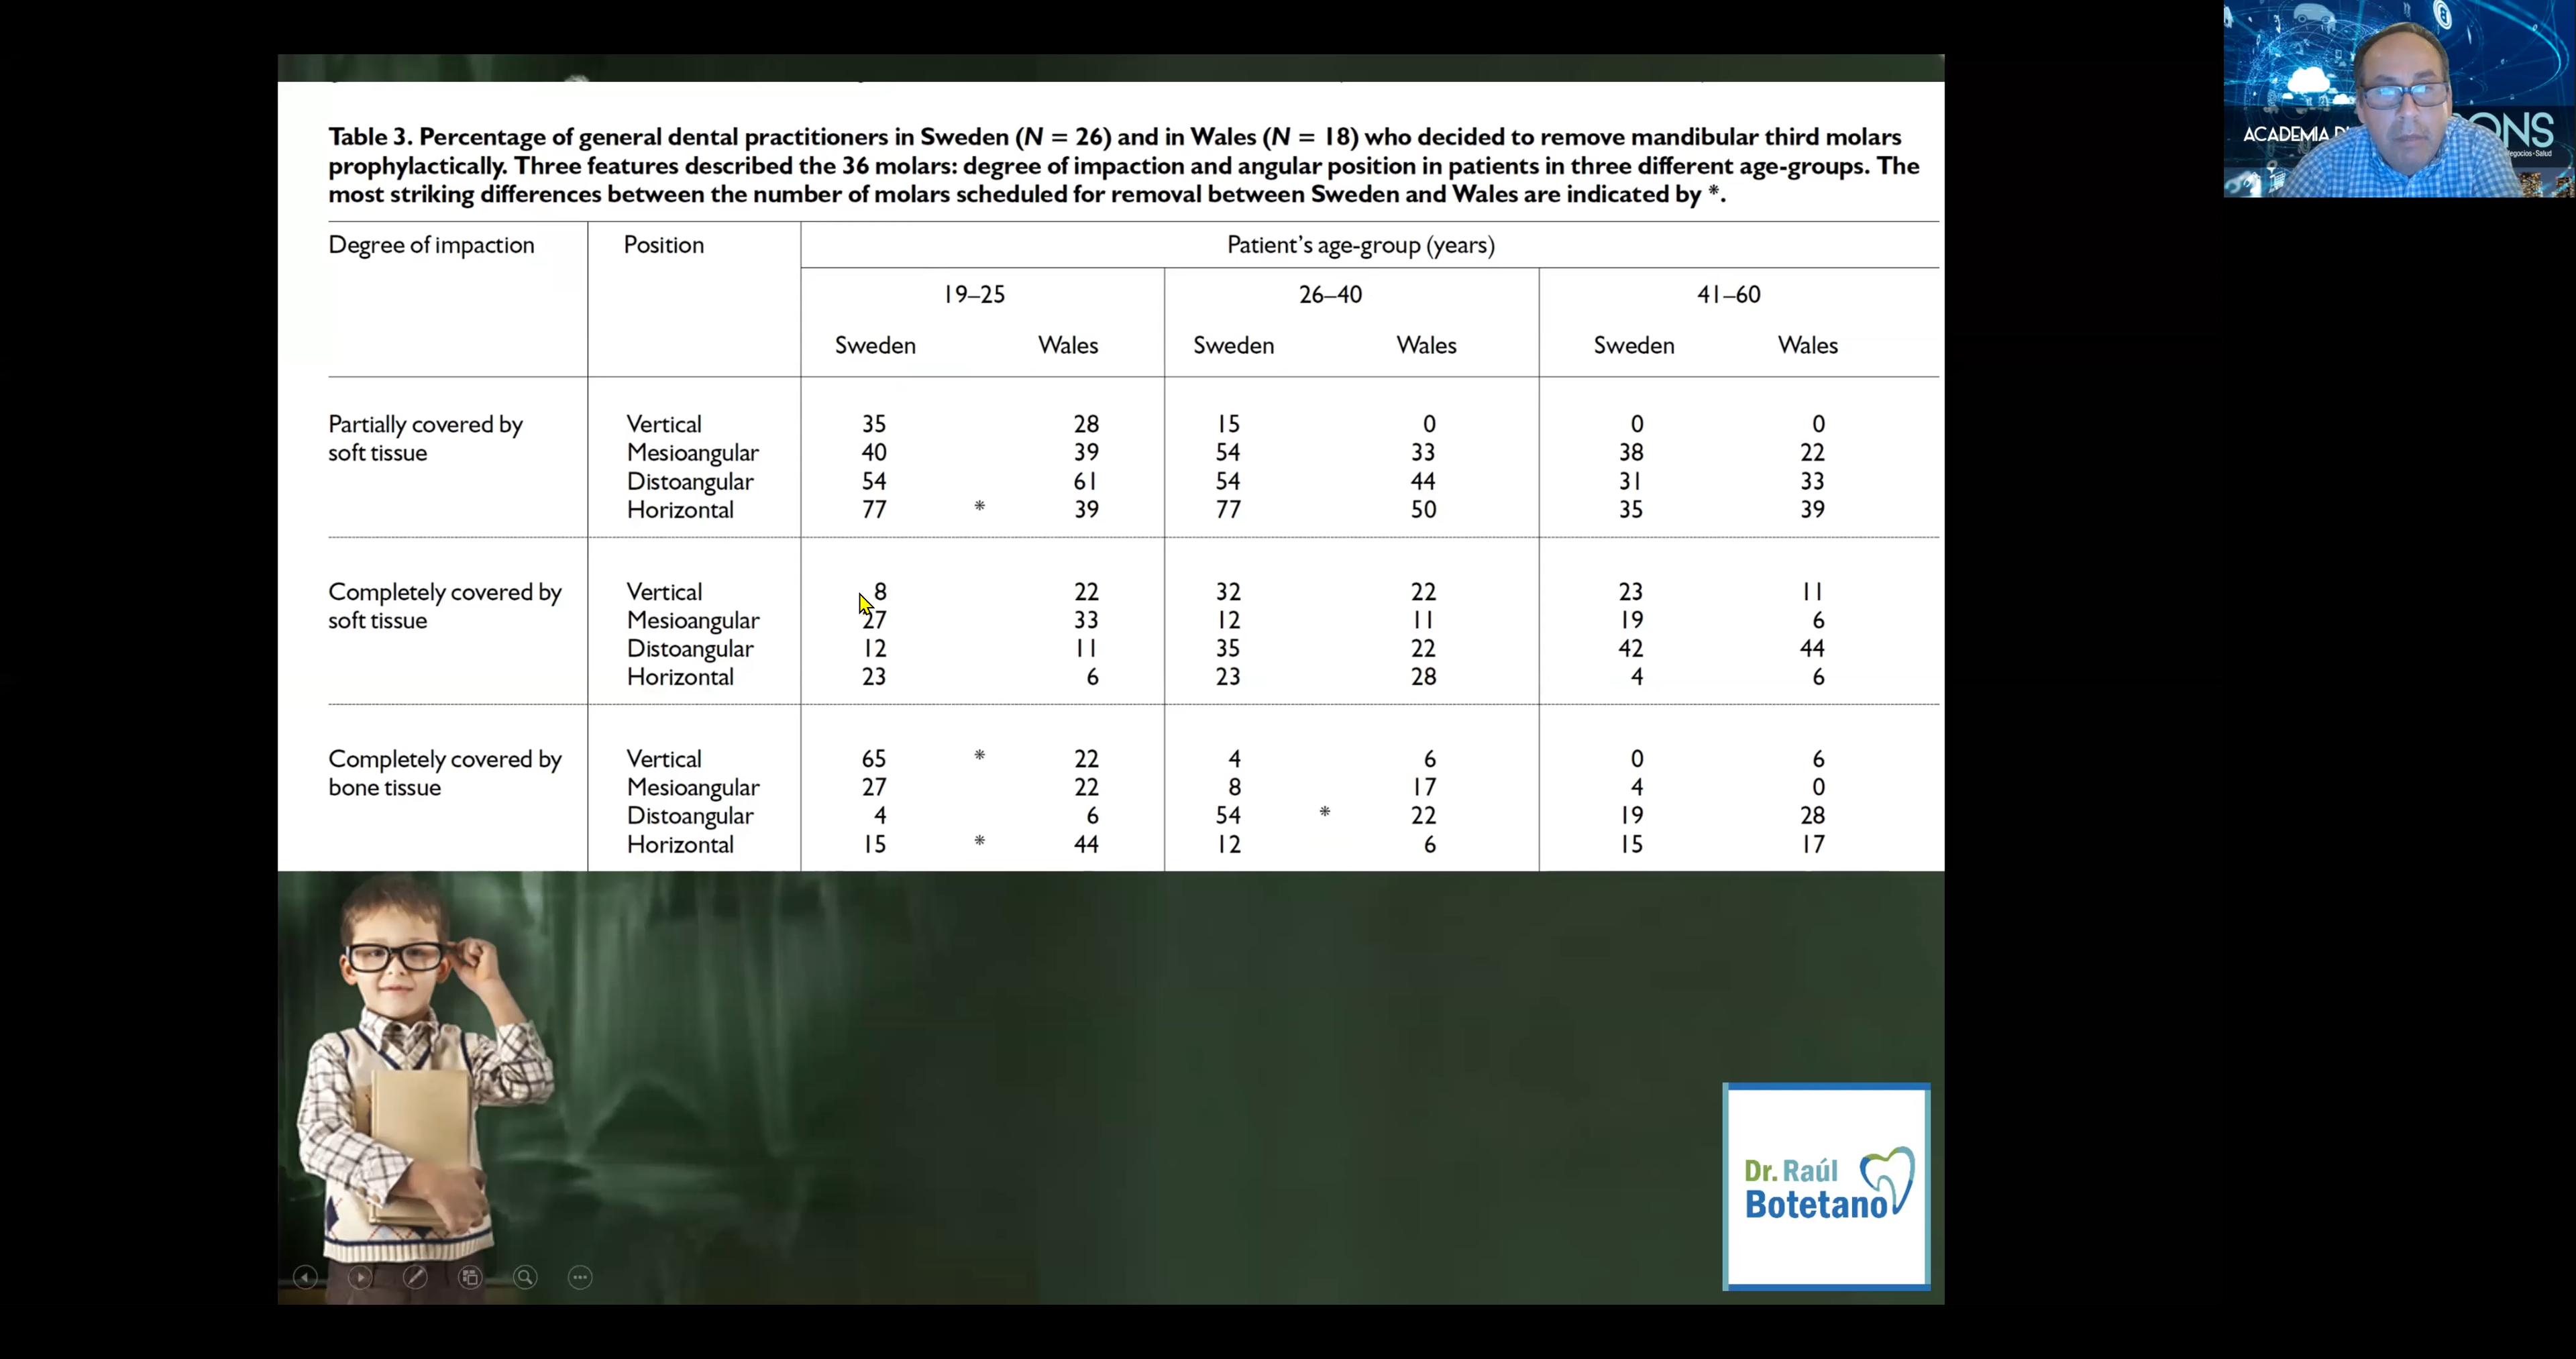 Table 3. Percentage of general dental practitioners in Sweden (N = 26) and in Wales (N = 18) who decided to remove mandibular third molars
prophylactically. Three features described the 36 molars: degree of impaction and angular position in patients in three different age-groups. The
most striking differences between the number of molars scheduled for removal between Sweden and Wales are indicated by *.
Degree of impaction Position Patient's age-group (years)
19–25 26–40 41–60
Sweden Wales Sweden Wales Sweden Wales
Partially covered by Vertical 35 28 15 0 0 0
soft tissue Mesioangular 40 39 54 33 38 * 22
Distoangular 54 61 54 44 31 33
Horizontal 77 * 39 77 50 35 39
Completely covered by Vertical 8 22 32 22 23 11
soft tissue Mesioangular 27 33 12 11 19 6
Distoangular 12 11 35 22 42 44
Horizontal 23 6 23 28 4 6
Completely covered by Vertical 65 * 22 4 6 0 6
bone tissue Mesioangular 27 22 8 17 4 0
Distoangular 4 6 54 * 22 19 28
Horizontal 15 * 44 12 6 15 17
Dr. Raúl
Botetano
ACADEMIA